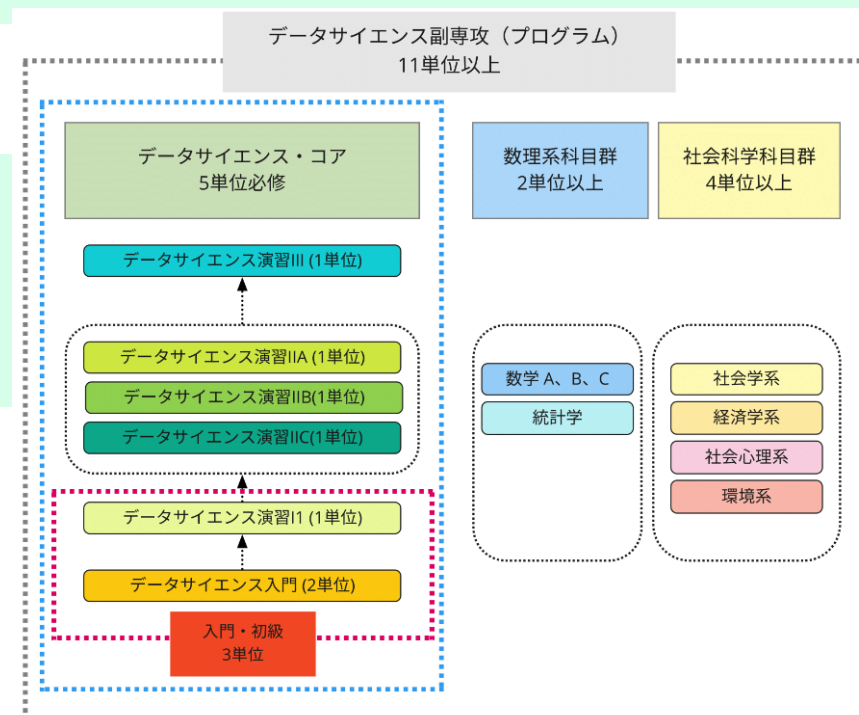 データサイエンス副専攻（プログラム）
11単位以上
データサイエンス・コア
5単位必修
データサイエンス演習III (1単位)
データサイエンス演習IIA (1単位)
データサイエンス演習IIB(1単位)
データサイエンス演習IIC(1単位)
データサイエンス演習I1 (1単位)
データサイエンス入門 (2単位)
入門・初級
3単位
数理系科目群
2単位以上
数学 A、B、C
統計学
社会科学科目群
4単位以上
社会学系
経済学系
社会心理系
環境系